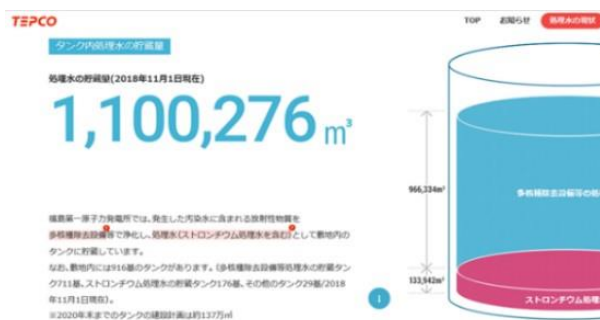 TEPCO
TOP お知らせ 処理水の現状
タンク内処理水の貯蔵量
処理水の貯蔵量(2018年11月1日現在)
1,100,276 m³
966,334m³
多核種除去設備等の処
福島第一原子力発電所では、発生した汚染水に含まれる放射性物質を
多核種除去設備等で浄化し、処理水(ストロンチウム処理水を含む)として敷地内の
タンクに貯蔵しています。
なお、敷地内には916基のタンクがあります。(多核種除去設備等処理水の貯蔵タン
ク711基、ストロンチウム処理水の貯蔵タンク176基、その他のタンク29基/2018
年11月1日現在)。
※2020年末までのタンクの建設計画は約137万㎥
133,942m³
ストロンチウム処理